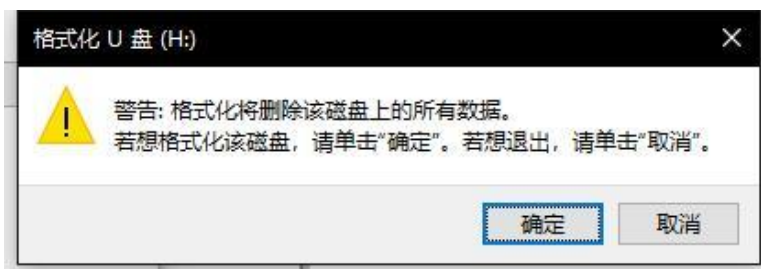 格式化 U 盘 (H:)
警告: 格式化将删除该磁盘上的所有数据。
若想格式化该磁盘，请单击“确定”。若想退出，请单击“取消”。
确定
取消